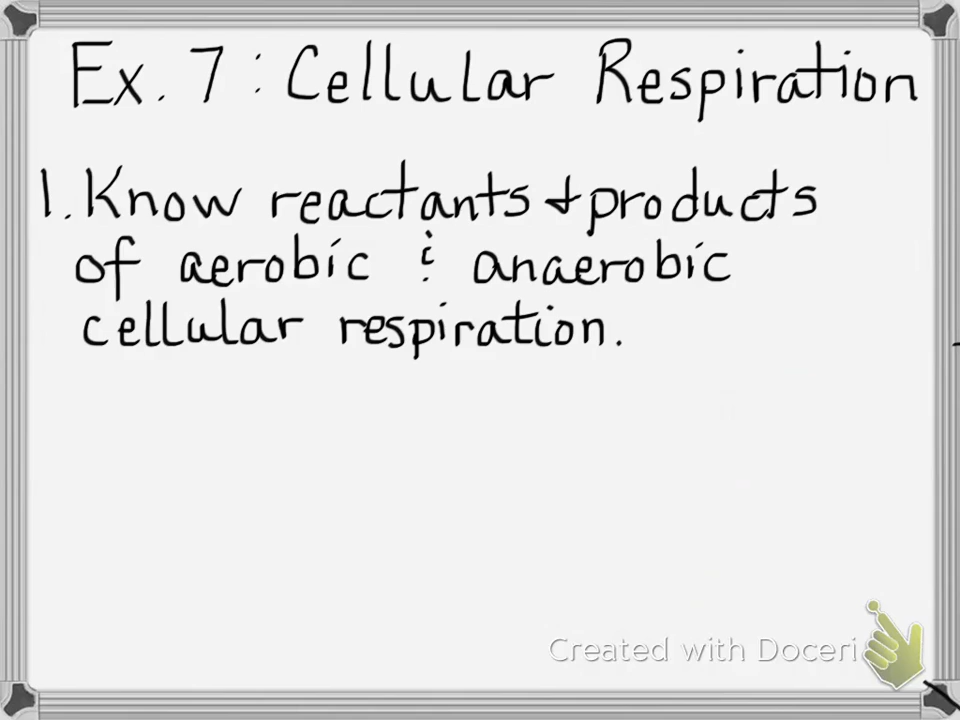 Ex. 7: Cellular Respiration
1. Know reactants + products
of aerobic & anaerobic
cellular respiration.
Created with Doceri